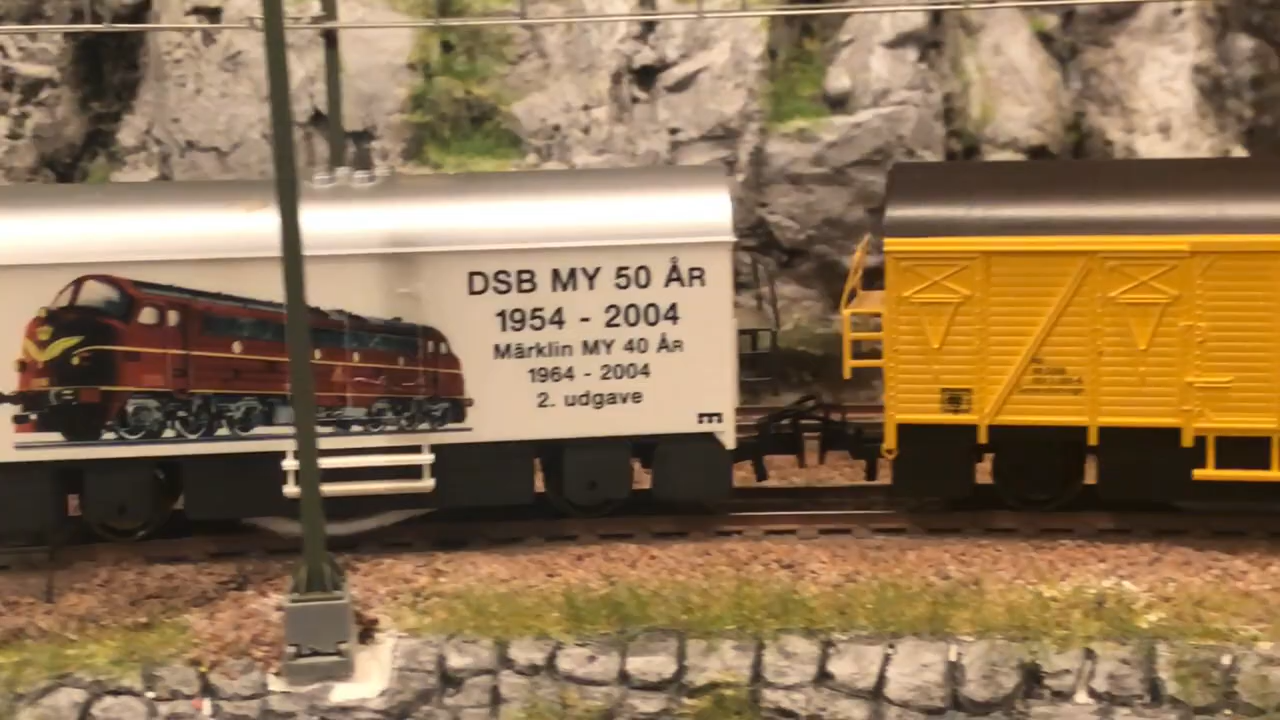 DSB MY 50 ÅR
1954 - 2004
Märklin MY 40 ÅR
1964 - 2004
2. udgave
m